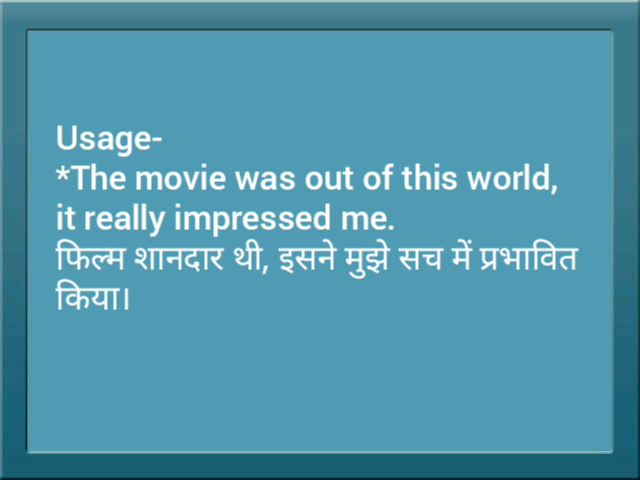 Usage-
*The movie was out of this world,
it really impressed me.
फिल्म शानदार थी, इसने मुझे सच में प्रभावित
किया।